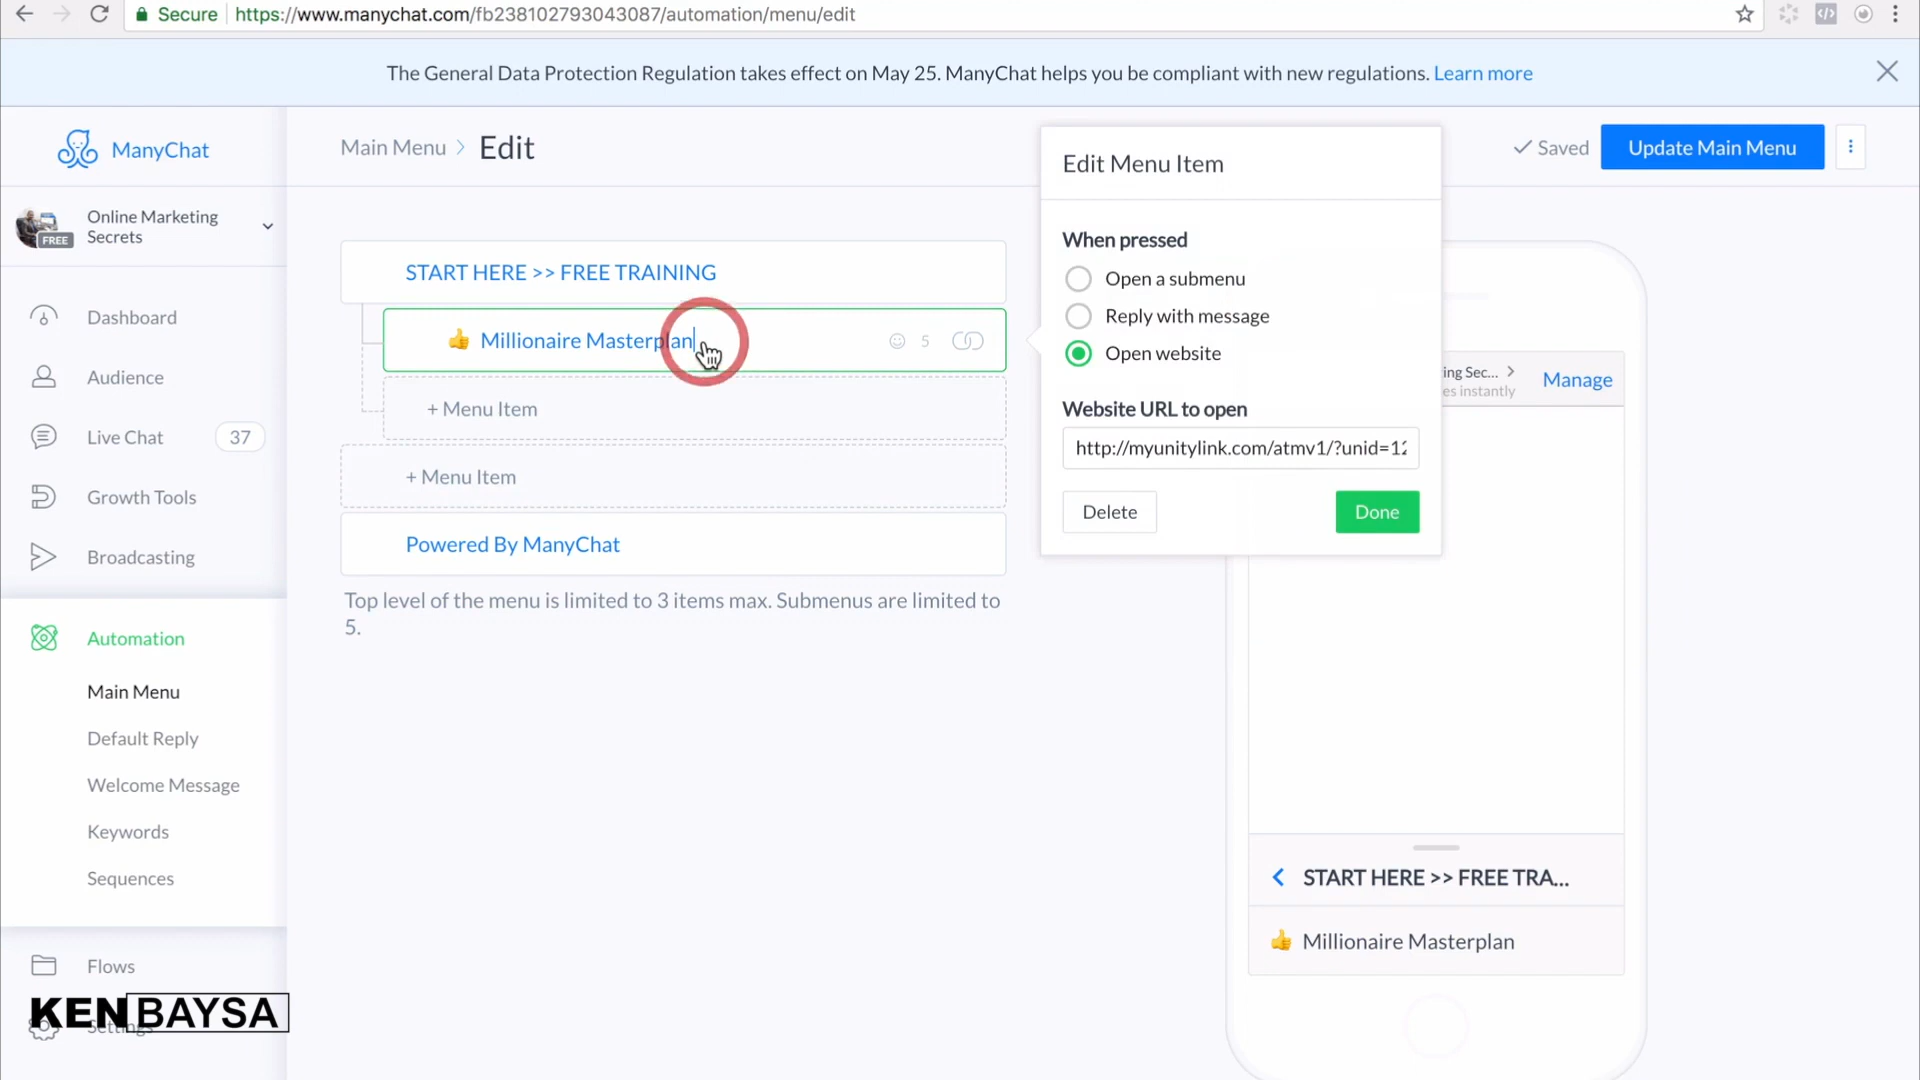 Secure https://www.manychat.com/fb238102793043087/automation/menu/edit
The General Data Protection Regulation takes effect on May 25. ManyChat helps you be compliant with new regulations. Learn more
ManyChat
Main Menu > Edit
Saved
Update Main Menu
FREE
Online Marketing
Secrets
Dashboard
Audience
Live Chat 37
Growth Tools
Broadcasting
Automation
Main Menu
Default Reply
Welcome Message
Keywords
Sequences
Flows
Settings
KENBAYSA
START HERE >> FREE TRAINING
👍 Millionaire Masterplan 5
+ Menu Item
+ Menu Item
Powered By ManyChat
Top level of the menu is limited to 3 items max. Submenus are limited to
5.
Edit Menu Item
When pressed
Open a submenu
Reply with message
Open website
Website URL to open
http://myunitylink.com/atmv1/?unid=12
Delete
Done
ing Sec... >
es instantly
Manage
START HERE >> FREE TRA...
👍 Millionaire Masterplan